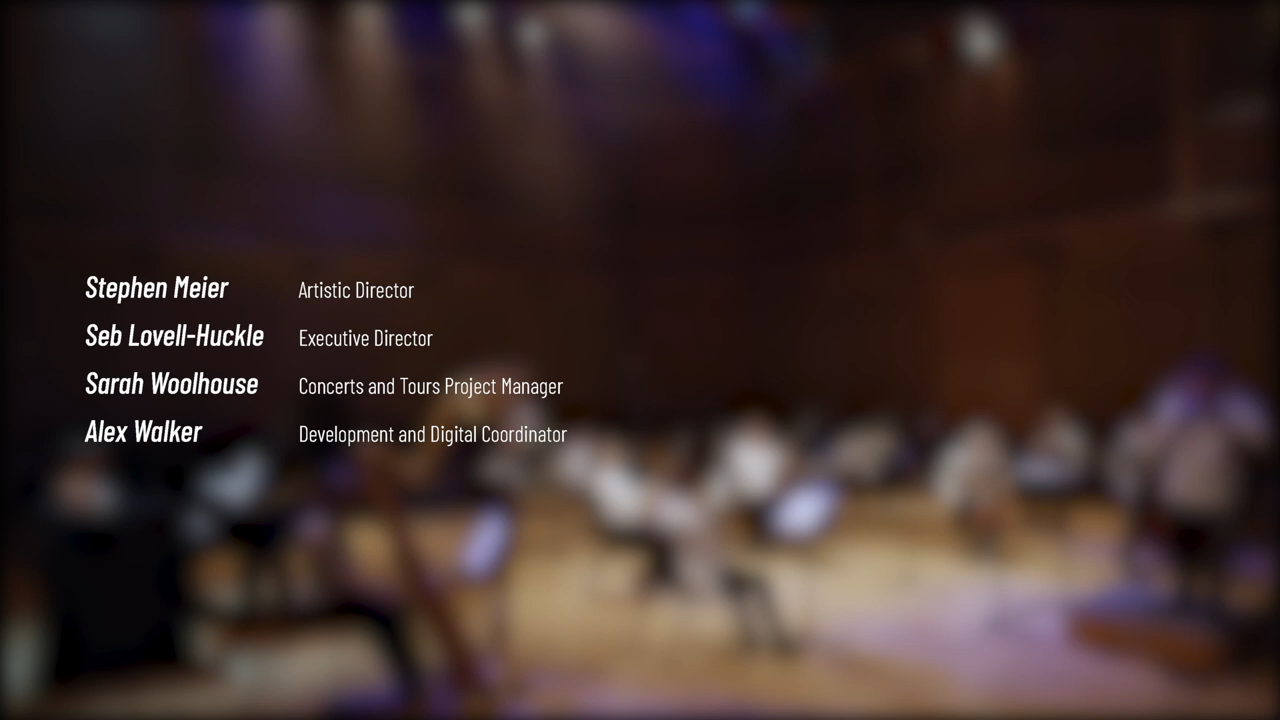 Stephen Meier Artistic Director
Seb Lovell-Huckle Executive Director
Sarah Woolhouse Concerts and Tours Project Manager
Alex Walker Development and Digital Coordinator